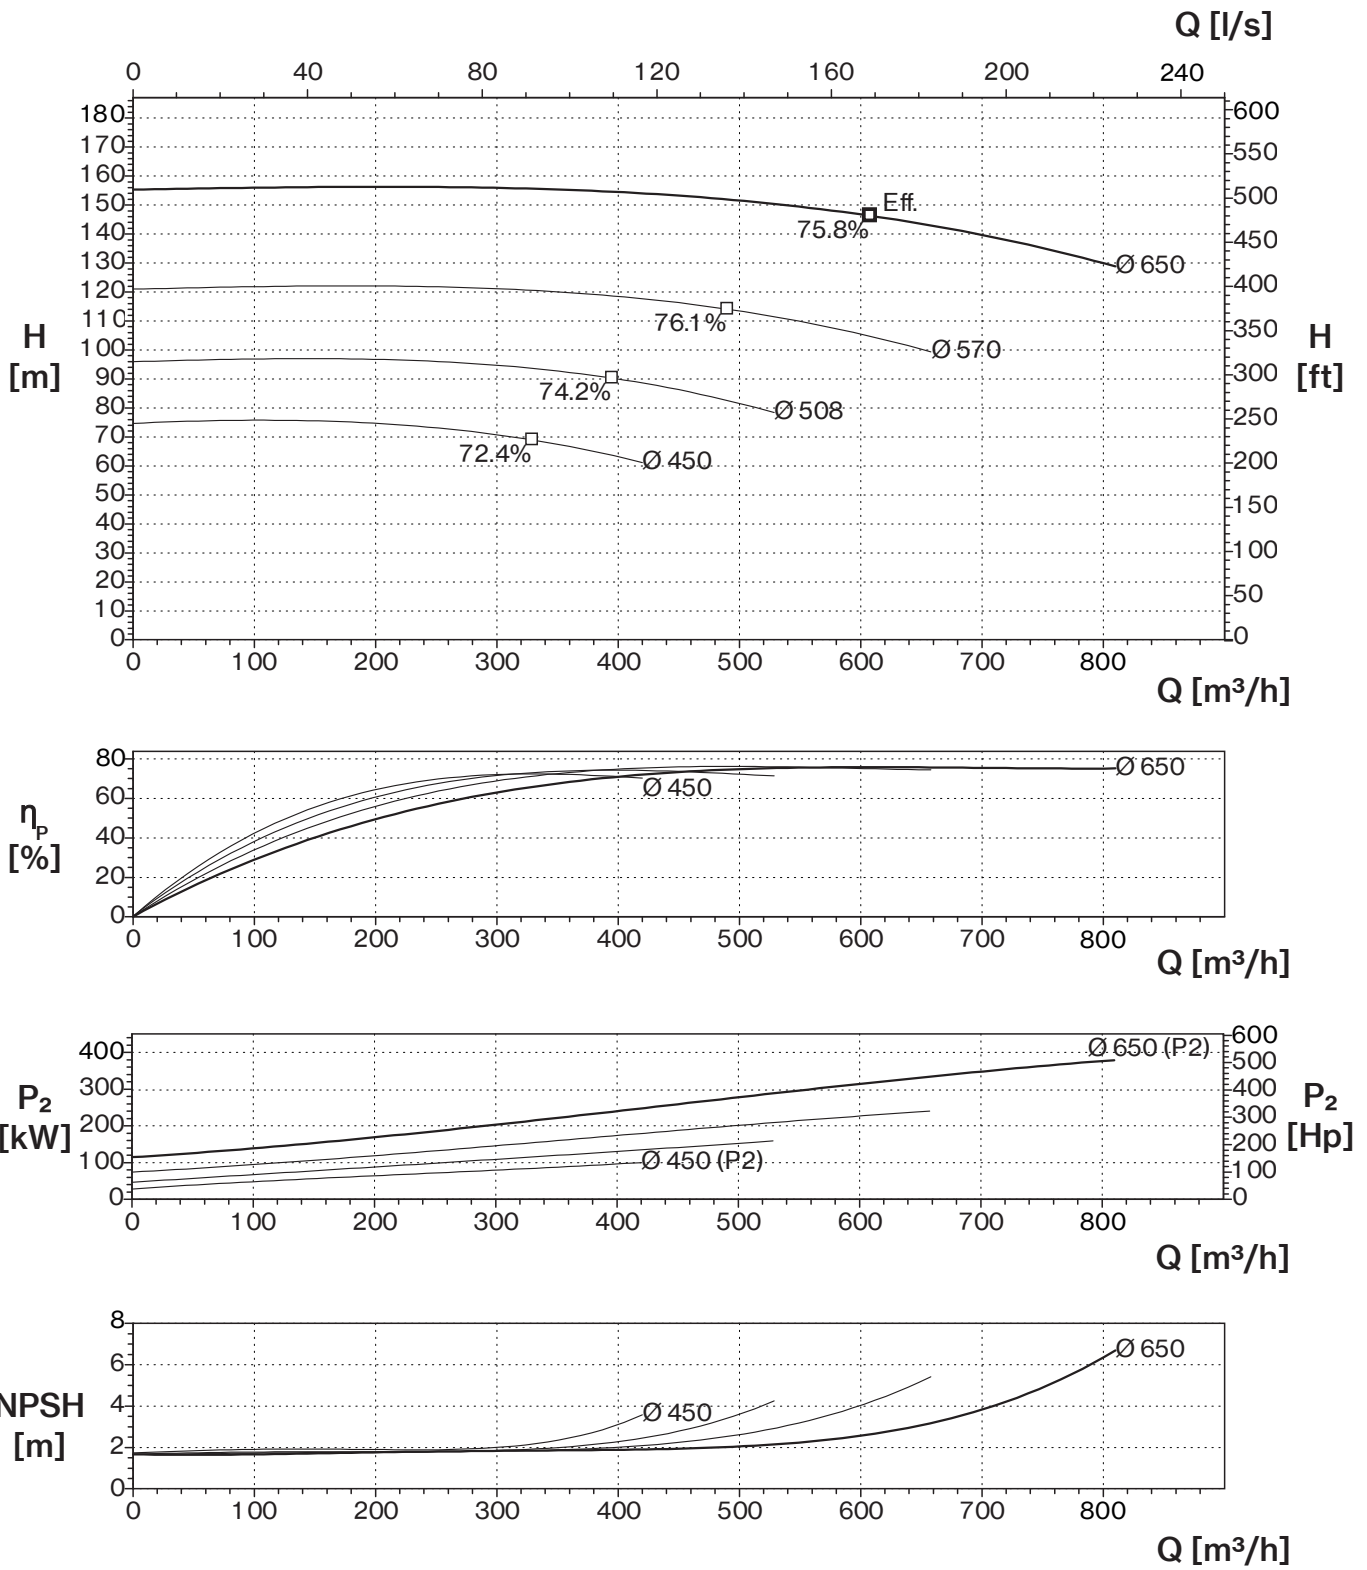 Q [l/s]
0 40 80 120 160 200 240
180 600
170
160 550
150 500
140 450
130
120 400
110 350
100
90 300
80 250
70
60 200
50 150
40
30 100
20 50
10
0 0
H
[m]
H
[ft]
Eff.
75.8%
Ø 650
76.1%
Ø 570
74.2%
Ø 508
72.4%
Ø 450
0 100 200 300 400 500 600 700 800
Q [m³/h]
80
60
40
20
0
ηP
[%]
Ø 650
Ø 450
0 100 200 300 400 500 600 700 800
Q [m³/h]
400
300
200
100
0
P₂
[kW]
600
500
400
300
200
100
0
P₂
[Hp]
Ø 650 (P2)
Ø 450 (P2)
0 100 200 300 400 500 600 700 800
Q [m³/h]
8
6
4
2
0
NPSH
[m]
Ø 650
Ø 450
0 100 200 300 400 500 600 700 800
Q [m³/h]